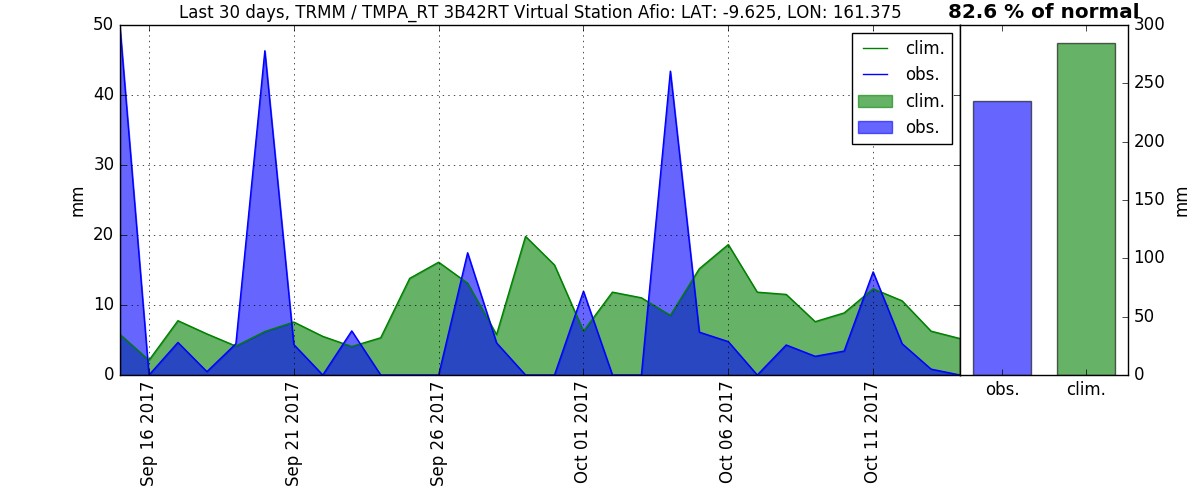 Last 30 days, TRMM / TMPA_RT 3B42RT Virtual Station Afio: LAT: -9.625, LON: 161.375
82.6 % of normal
50
40
30
20
10
0
mm
clim.
obs.
clim.
obs.
Sep 16 2017
Sep 21 2017
Sep 26 2017
Oct 01 2017
Oct 06 2017
Oct 11 2017
300
250
200
150
100
50
0
mm
obs.
clim.